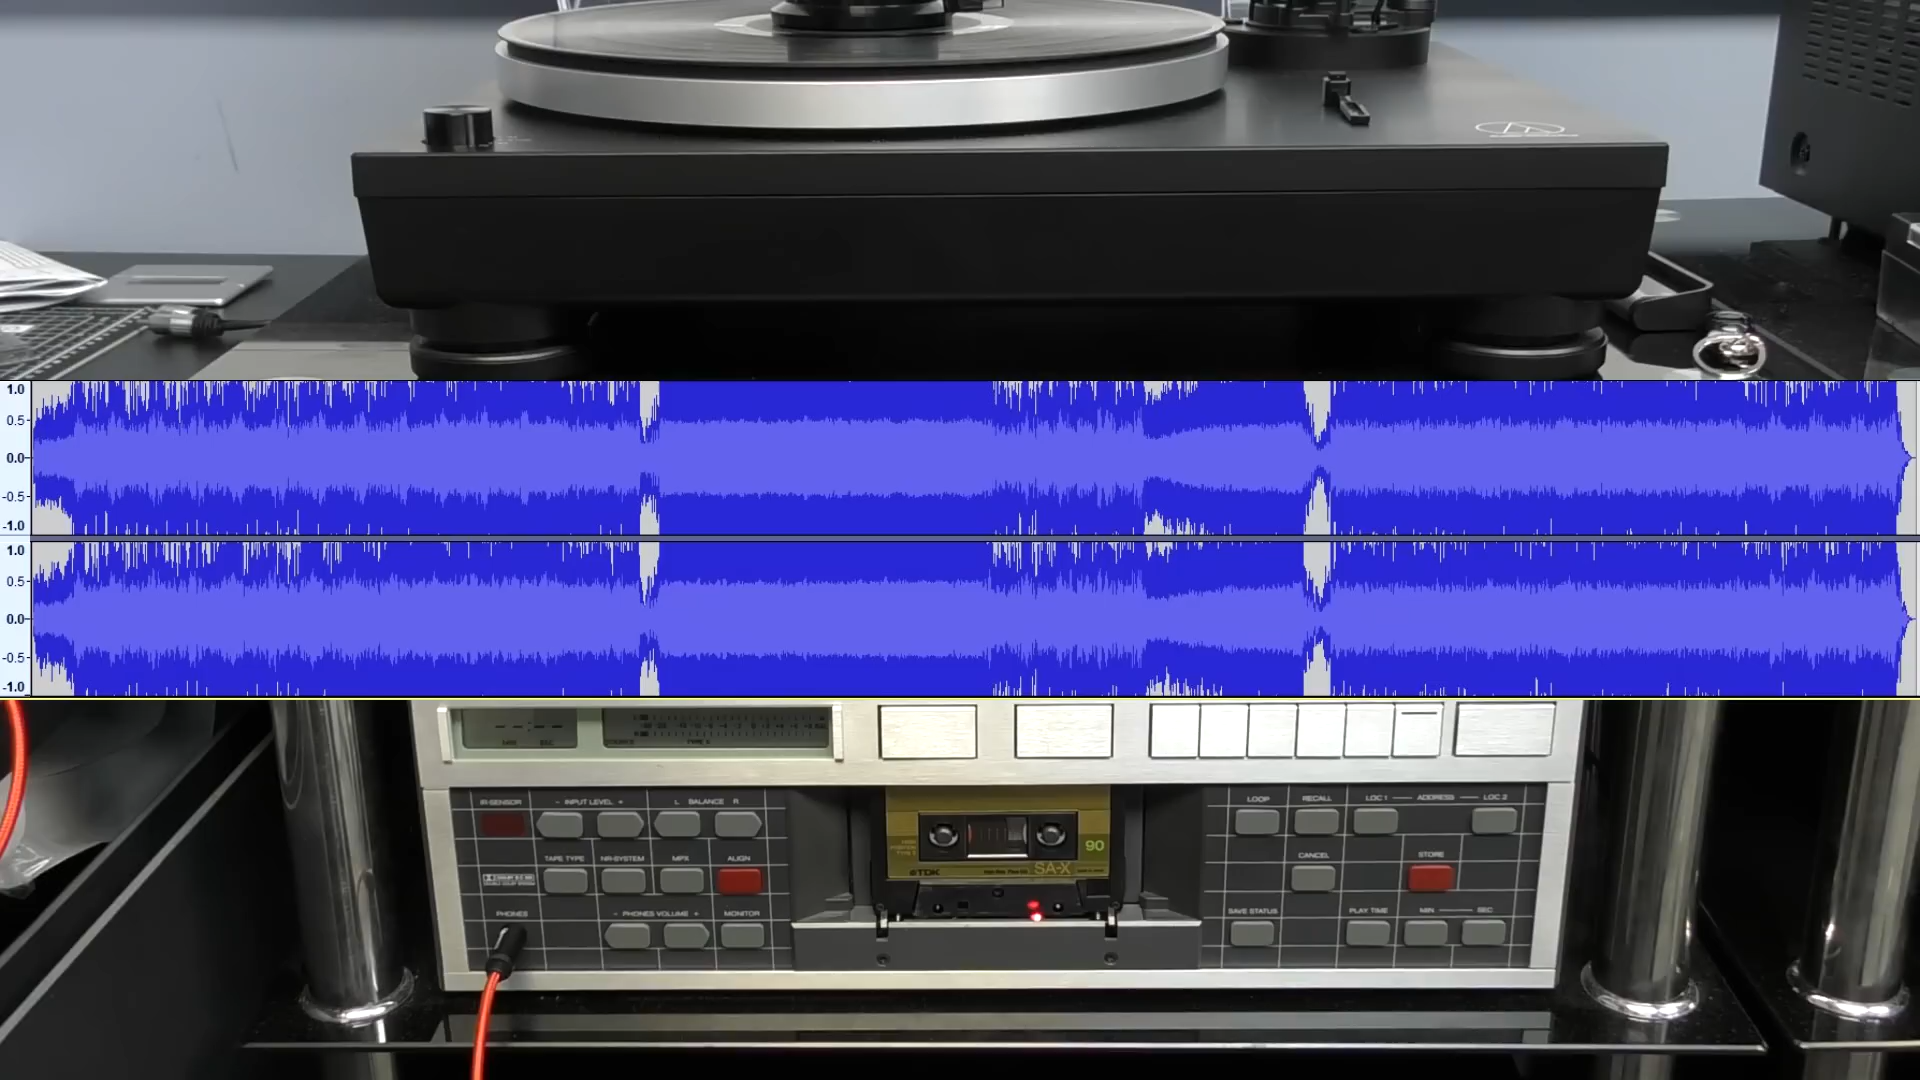 1.0
0.5
0.0
-0.5
-1.0
1.0
0.5
0.0
-0.5
-1.0
MIN SEC
IR-SENSOR - INPUT LEVEL + L BALANCE R
TAPE TYPE NR-SYSTEM MPX ALIGN
PHONES - PHONES VOLUME + MONITOR
90
TDK SA-X
LOOP RECALL LOC 1 ADDRESS LOC 2
CANCEL STORE
SAVE STATUS PLAY TIME MIN SEC